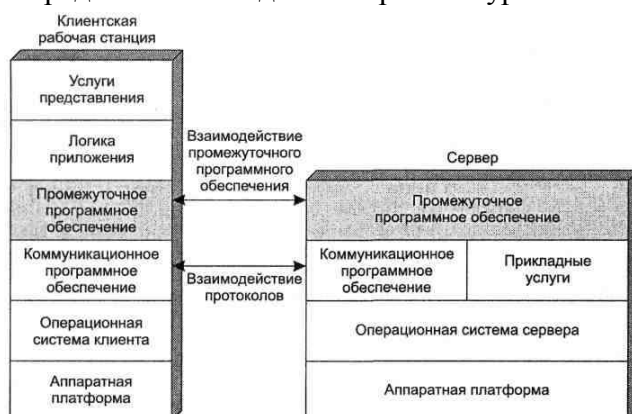 Клиентская
рабочая станция
Услуги
представления
Логика
приложения
Промежуточное
программное
обеспечение
Коммуникационное
программное
обеспечение
Операционная
система клиента
Аппаратная
платформа
Взаимодействие
промежуточного
программного
обеспечения
Взаимодействие
протоколов
Сервер
Промежуточное
программное обеспечение
Коммуникационное
программное
обеспечение
Прикладные
услуги
Операционная система сервера
Аппаратная платформа